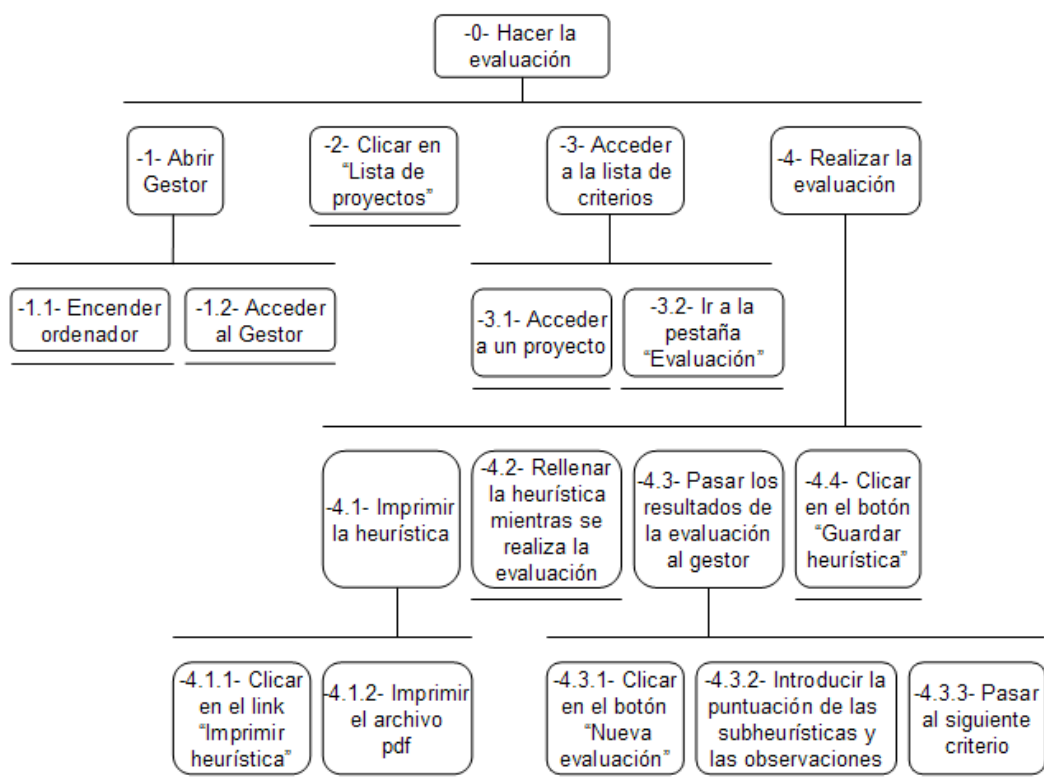 -0- Hacer la
evaluación
-1- Abrir
Gestor
-2- Clicar en
“Lista de
proyectos”
-3- Acceder
a la lista de
criterios
-4- Realizar la
evaluación
-1.1- Encender
ordenador
-1.2- Acceder
al Gestor
-3.1- Acceder
a un proyecto
-3.2- Ir a la
pestaña
“Evaluación”
-4.1- Imprimir
la heurística
-4.2- Rellenar
la heurística
mientras se
realiza la
evaluación
-4.3- Pasar los
resultados de
la evaluación
al gestor
-4.4- Clicar
en el botón
“Guardar
heurística”
-4.1.1- Clicar
en el link
“Imprimir
heurística”
-4.1.2- Imprimir
el archivo
pdf
-4.3.1- Clicar
en el botón
“Nueva
evaluación”
-4.3.2- Introducir la
puntuación de las
subheurísticas y
las observaciones
-4.3.3- Pasar
al siguiente
criterio